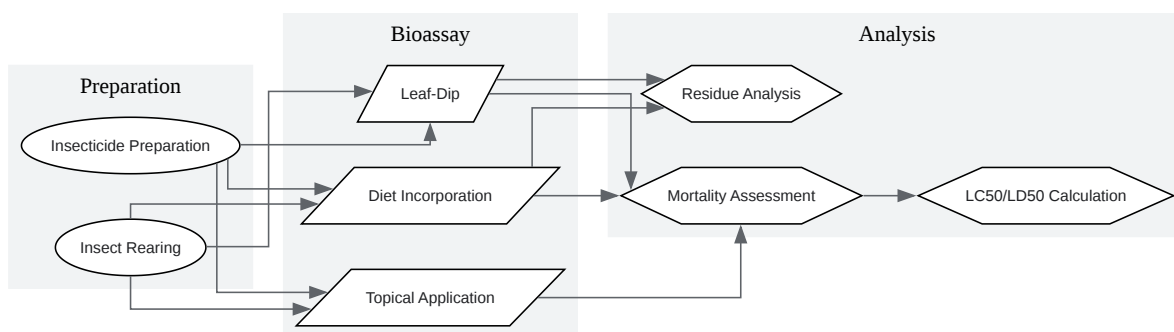 Preparation
Insecticide Preparation
Insect Rearing
Bioassay
Leaf-Dip
Diet Incorporation
Topical Application
Analysis
Residue Analysis
Mortality Assessment
LC50/LD50 Calculation